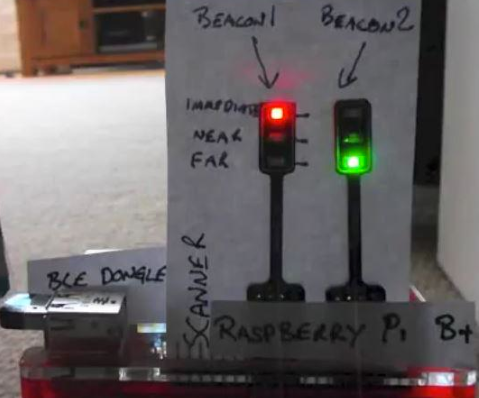 BEACON1
BEACON2
IMMEDIATE
NEAR
FAR
SCANNER
BLE DONGLE
RASPBERRY Pi B+